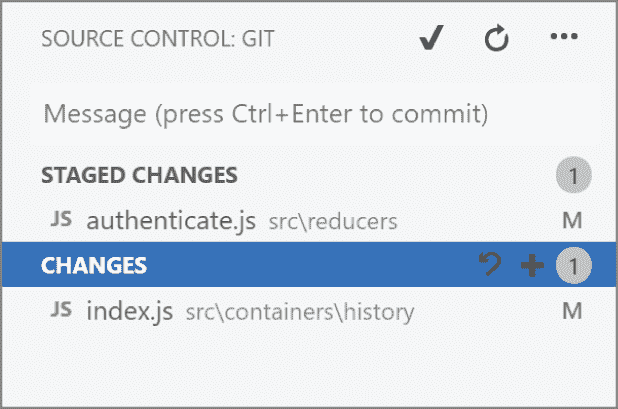 SOURCE CONTROL: GIT
Message (press Ctrl+Enter to commit)
STAGED CHANGES 1
JS authenticate.js src\reducers M
CHANGES 1
JS index.js src\containers\history M